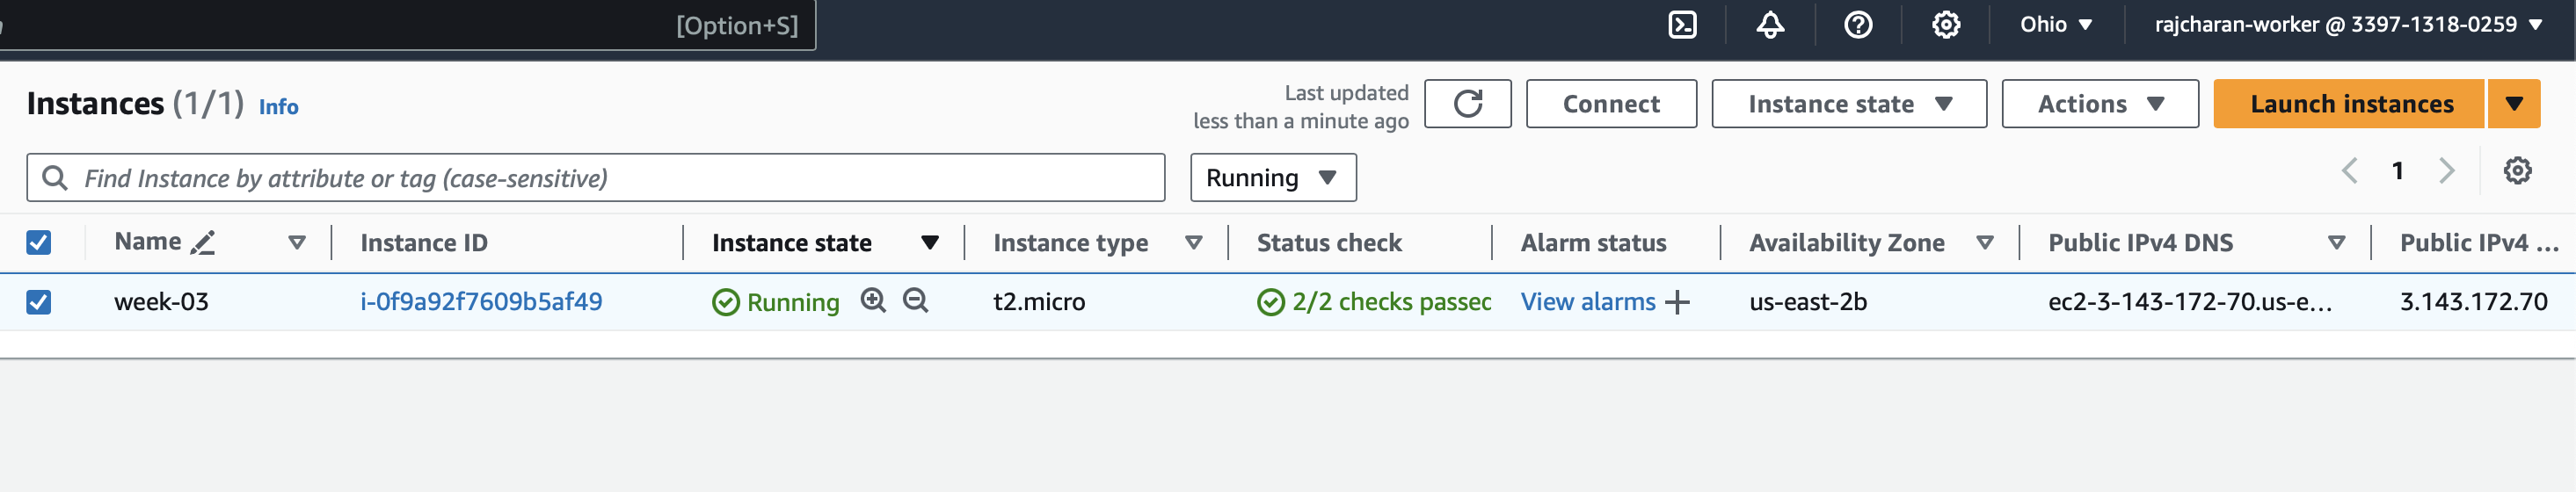 [Option+S] Ohio rajcharan-worker @ 3397-1318-0259
Instances (1/1) Info
Last updated
less than a minute ago
Connect Instance state Actions Launch instances
Find Instance by attribute or tag (case-sensitive) Running 1
Name Instance ID Instance state Instance type Status check Alarm status Availability Zone Public IPv4 DNS Public IPv4 ...
week-03 i-0f9a92f7609b5af49 Running t2.micro 2/2 checks passec View alarms + us-east-2b ec2-3-143-172-70.us-e... 3.143.172.70